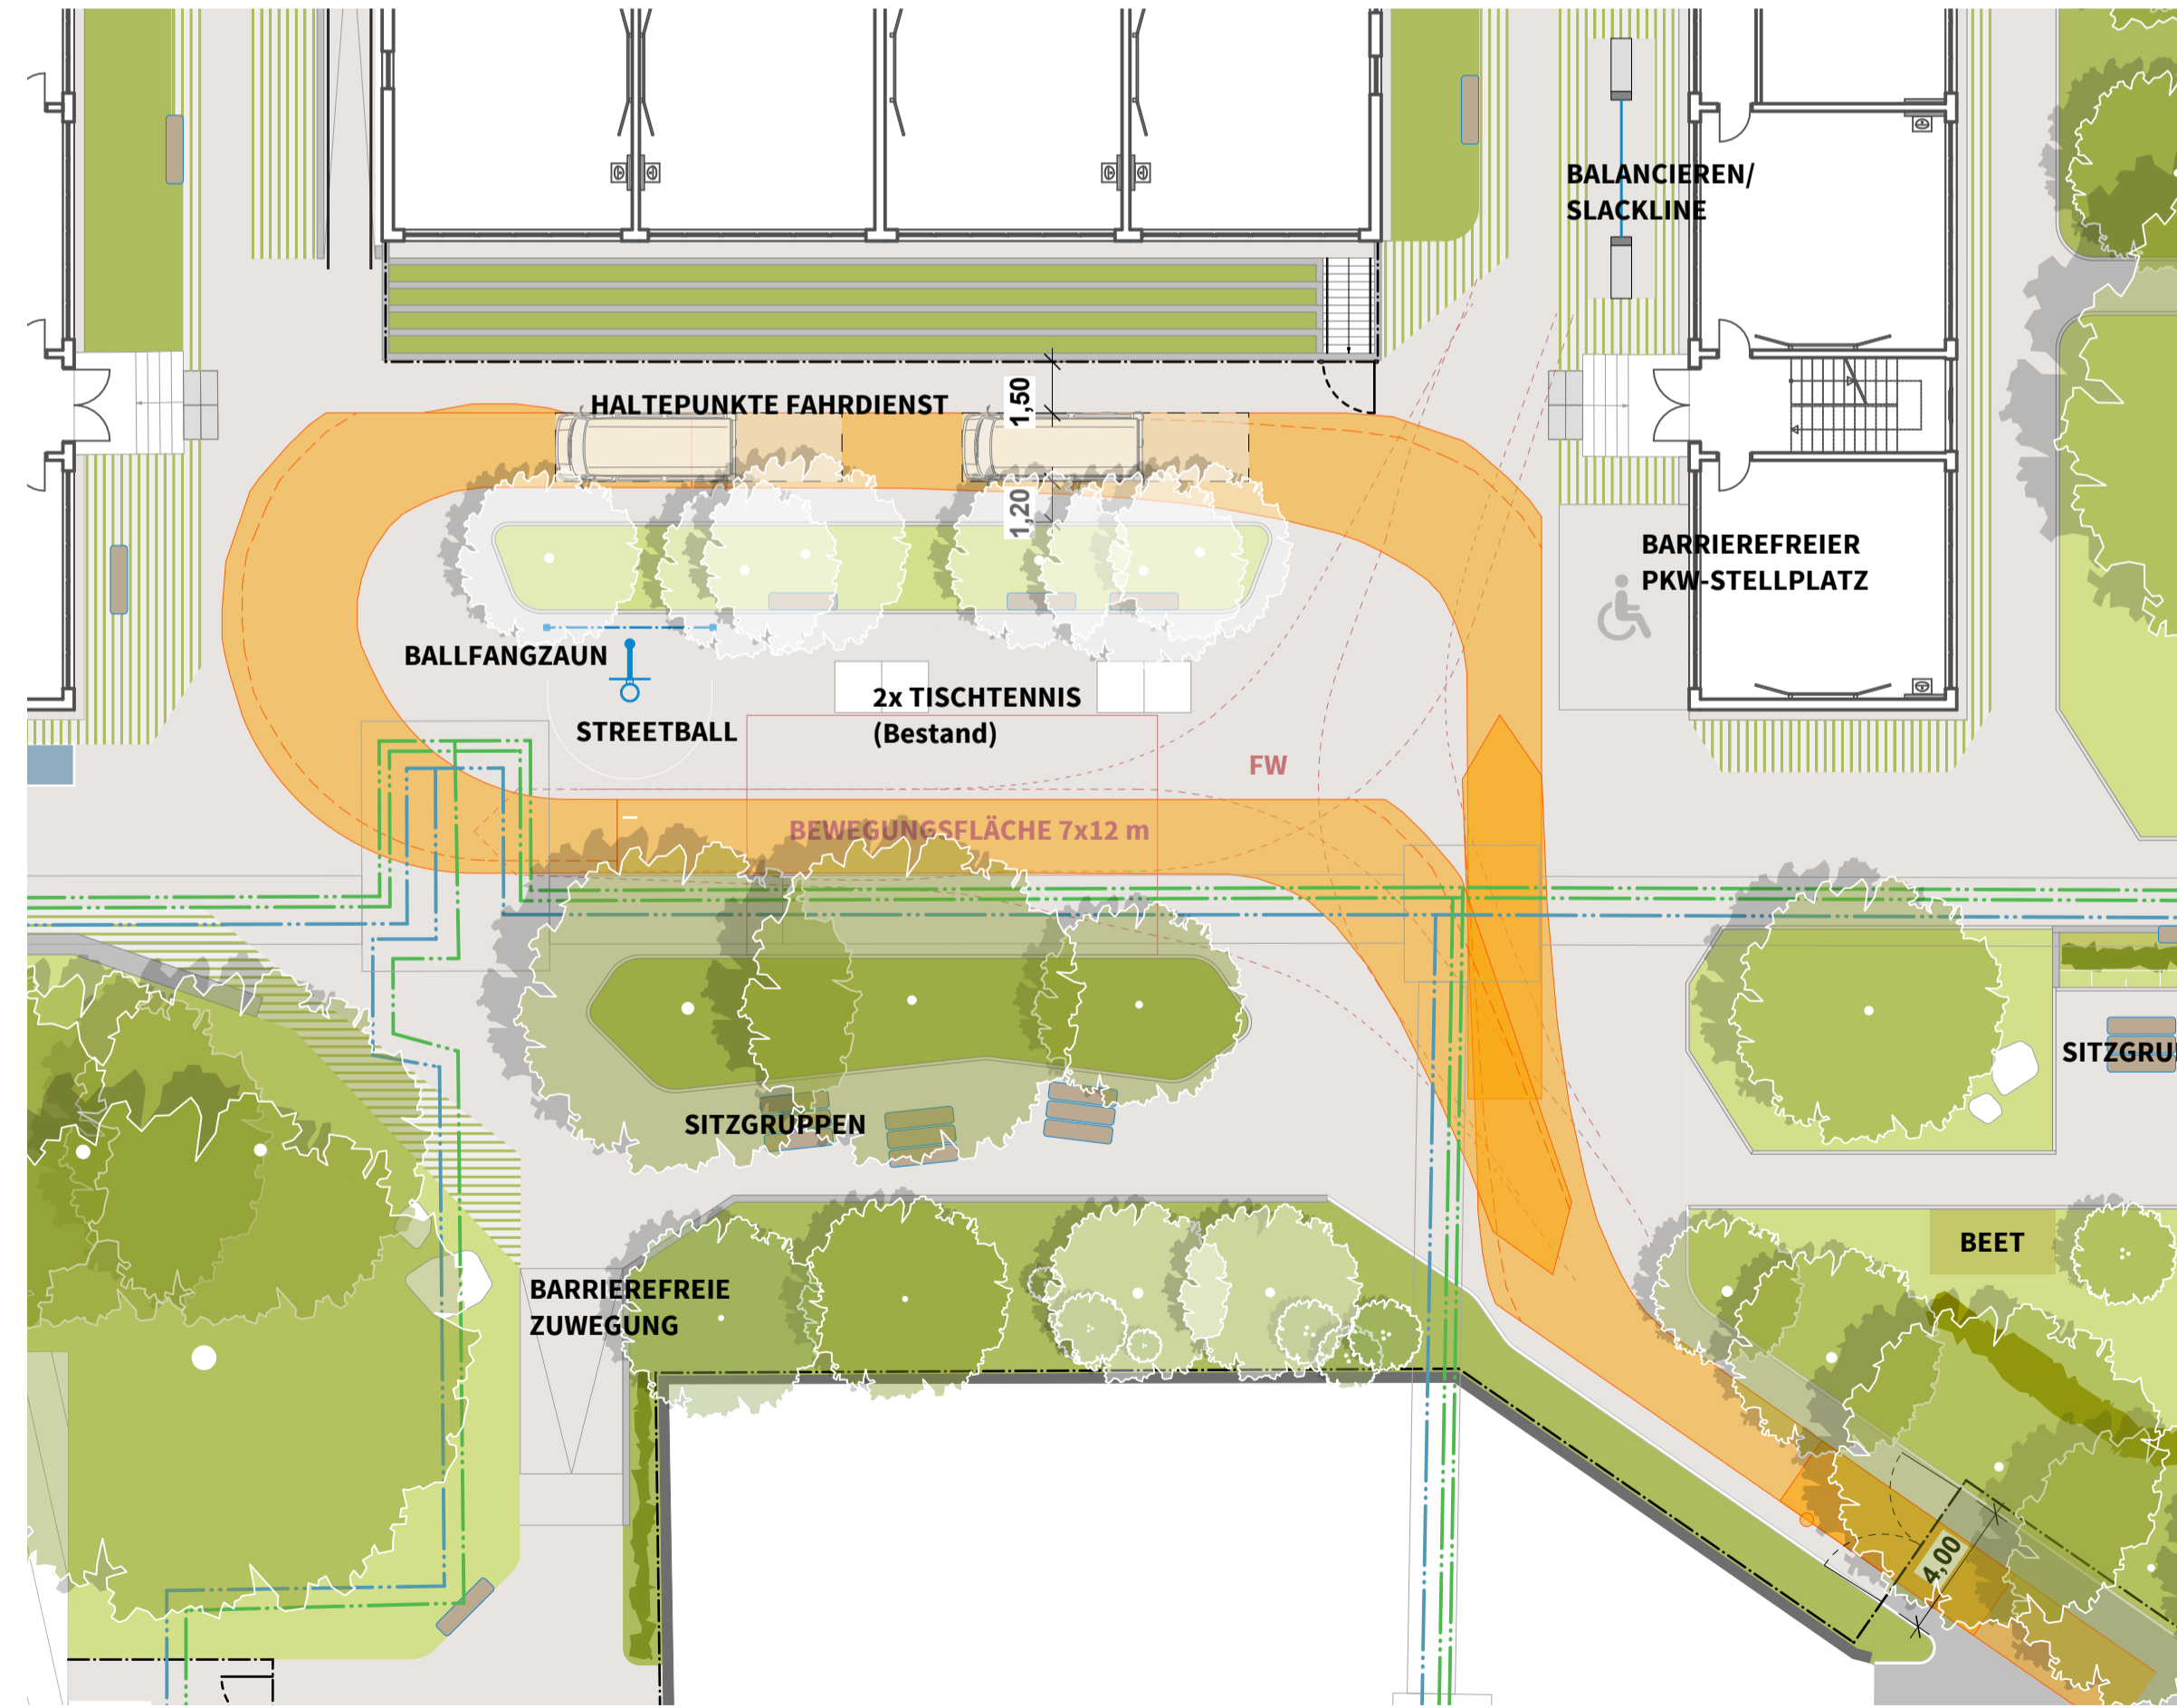 BALANCIEREN/
SLACKLINE
HALTEPUNKTE FAHRDIENST
1,50
1,20
BARRIEREFREIER
PKW-STELLPLATZ
BALLFANGZAUN
STREETBALL
2x TISCHTENNIS
(Bestand)
FW
BEWEGUNGSFLÄCHE 7x12 m
SITZGRUPPEN
BEET
BARRIEREFREIE
ZUWEGUNG
4,00